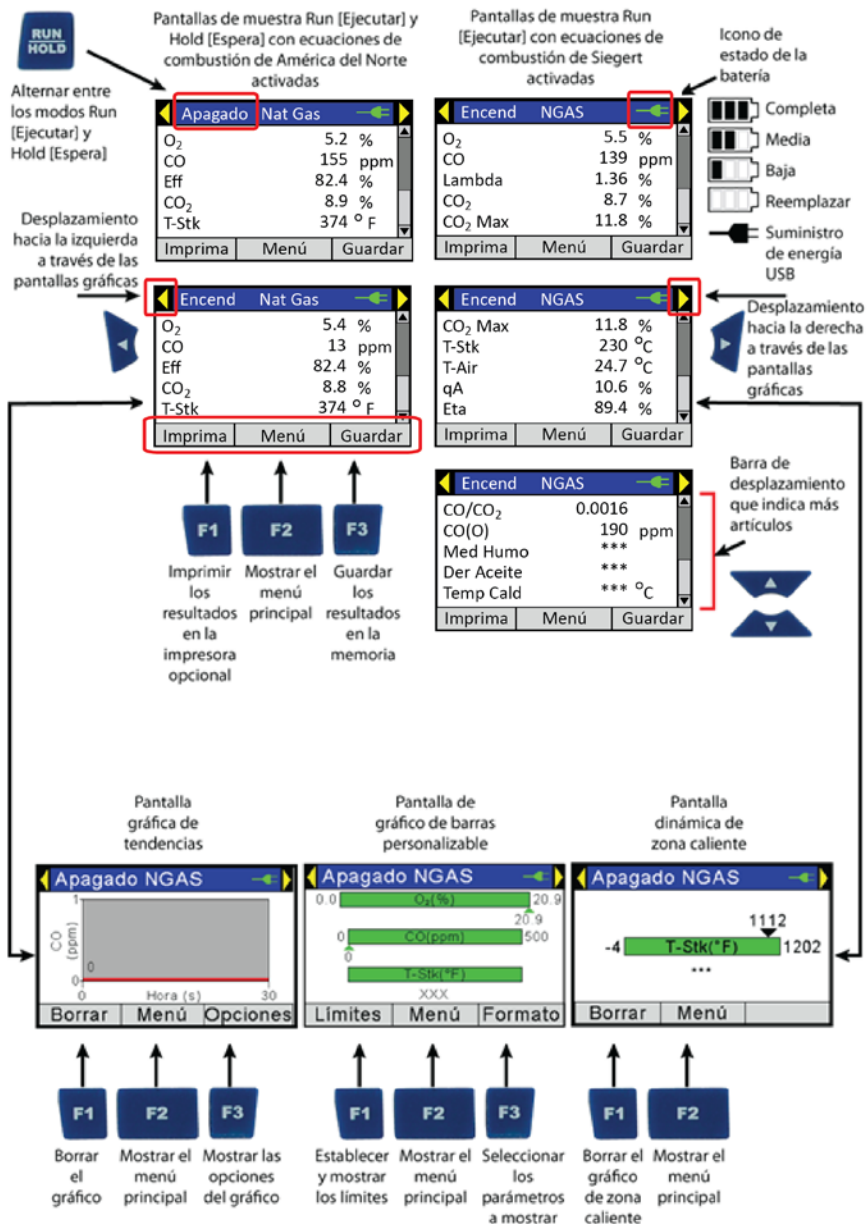 RUN
HOLD
Alternar entre
los modos Run
[Ejecutar] y
Hold [Espera]
Pantallas de muestra Run [Ejecutar] y
Hold [Espera] con ecuaciones de
combustión de América del Norte
activadas
Pantallas de muestra Run
[Ejecutar] con ecuaciones de
combustión de Siegert
activadas
Icono de
estado de la
batería
Completa
Media
Baja
Reemplazar
Suministro
de energía
USB
Apagado Nat Gas
O₂ 5.2 %
CO 155 ppm
Eff 82.4 %
CO₂ 8.9 %
T-Stk 374 °F
Imprima Menú Guardar
Encend NGAS
O₂ 5.5 %
CO 139 ppm
Lambda 1.36 %
CO₂ 8.7 %
CO₂ Max 11.8 %
Imprima Menú Guardar
Desplazamiento
hacia la izquierda
a través de las
pantallas gráficas
Encend Nat Gas
O₂ 5.4 %
CO 13 ppm
Eff 82.4 %
CO₂ 8.8 %
T-Stk 374 °F
Imprima Menú Guardar
Encend NGAS
CO₂ Max 11.8 %
T-Stk 230 °C
T-Air 24.7 °C
qA 10.6 %
Eta 89.4 %
Imprima Menú Guardar
Desplazamiento
hacia la derecha
a través de las
pantallas
gráficas
F1 F2 F3
Imprimir
los
resultados
en la
impresora
opcional
Mostrar el
menú
principal
Guardar
los
resultados
en la
memoria
Encend NGAS
CO/CO₂ 0.0016
CO(O) 190 ppm
Med Humo ***
Der Aceite ***
Temp Cald *** °C
Imprima Menú Guardar
Barra de
desplazamiento
que indica más
artículos
Pantalla
gráfica de
tendencias
Apagado NGAS
1
CO
(ppm)
0
0
0 Hora (s) 30
Borrar Menú Opciones
F1 F2 F3
Borrar
el
gráfico
Mostrar el
menú
principal
Mostrar las
opciones
del gráfico
Pantalla de
gráfico de barras
personalizable
Apagado NGAS
0.0 O₂(%) 20.9
20.9
0 CO(ppm) 500
0
T-Stk(°F)
XXX
Límites Menú Formato
F1 F2 F3
Establecer
y mostrar
los límites
Mostrar el
menú
principal
Seleccionar
los
parámetros
a mostrar
Pantalla
dinámica de
zona caliente
Apagado NGAS
1112
-4 T-Stk(°F) 1202
***
Borrar Menú
F1 F2
Borrar el
gráfico
de zona
caliente
Mostrar el
menú
principal